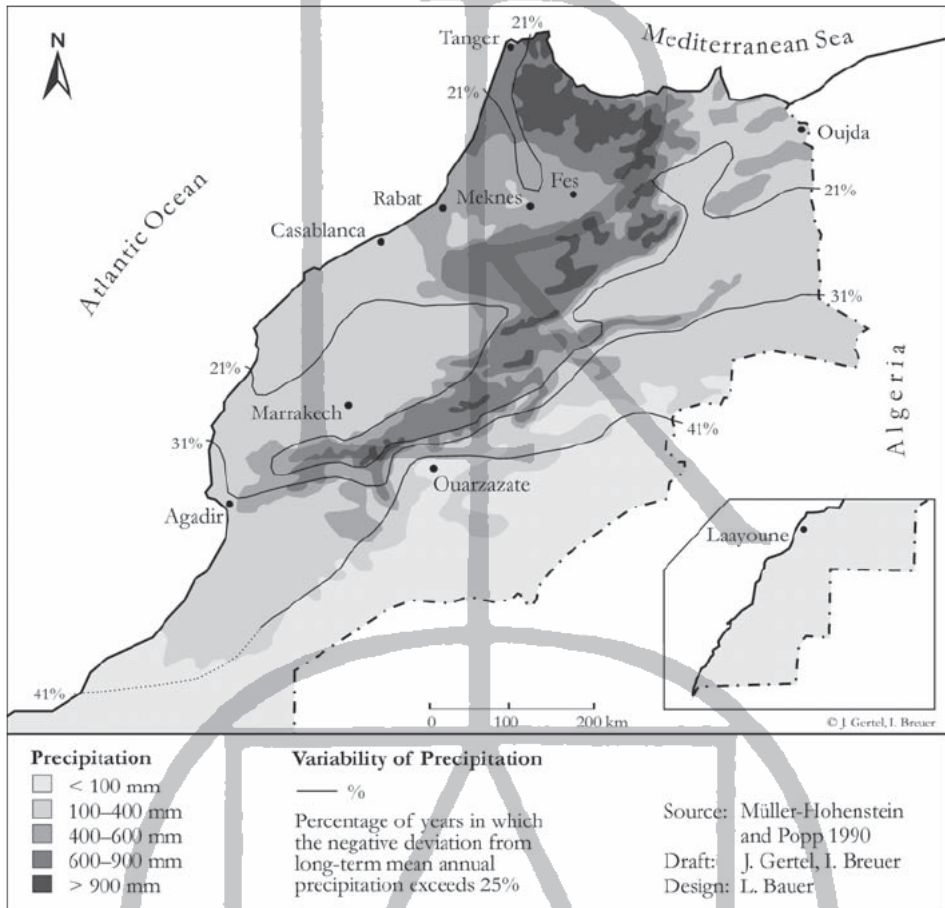 N
21%
Tanger
Mediterranean Sea
21%
Oujda
Fes
Meknes
21%
Rabat
Casablanca
Atlantic Ocean
31%
21%
Algeria
Marrakech
41%
31%
Ouarzazate
Agadir
Laayoune
41%
0 100 200 km
© J. Gertel, I. Breuer
Precipitation
< 100 mm
100–400 mm
400–600 mm
600–900 mm
> 900 mm
Variability of Precipitation
%
Percentage of years in which
the negative deviation from
long-term mean annual
precipitation exceeds 25%
Source: Müller-Hohenstein
and Popp 1990
Draft: J. Gertel, I. Breuer
Design: L. Bauer